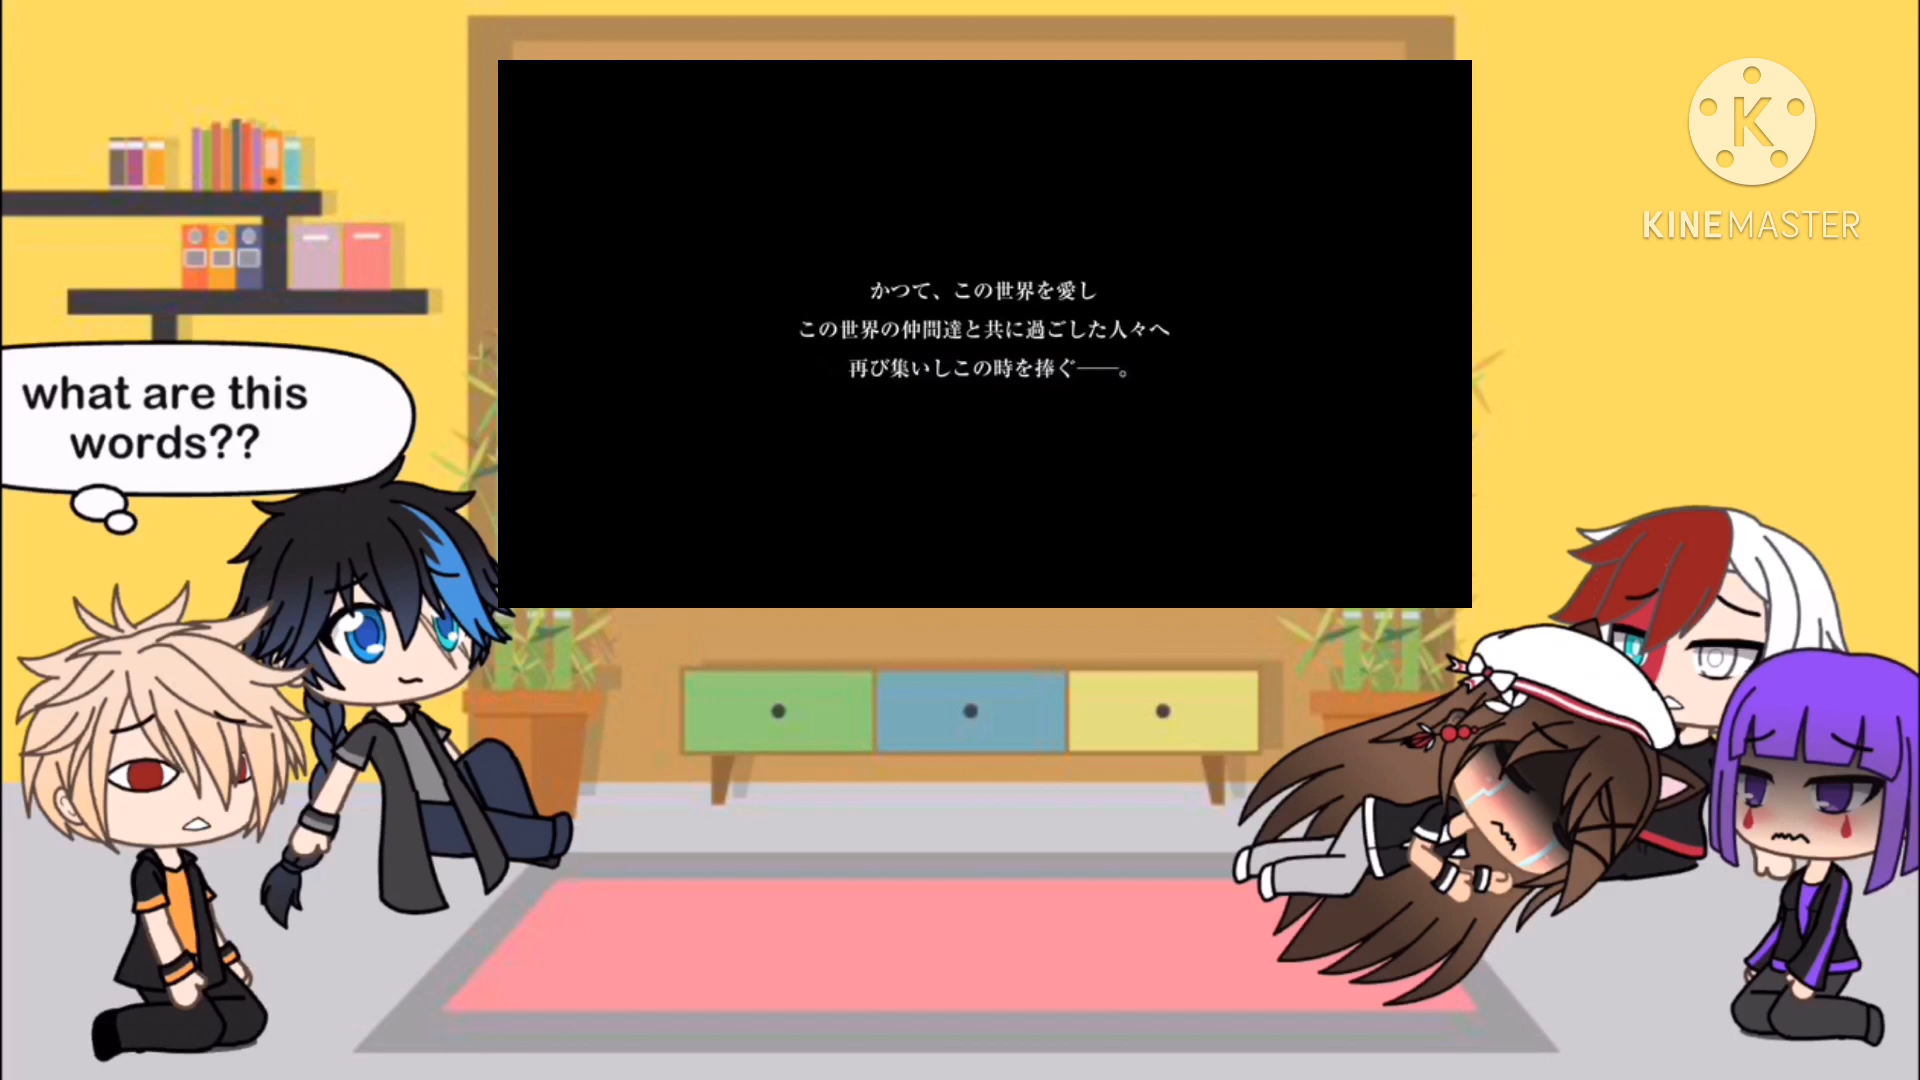 かつて、この世界を愛し
この世界の仲間達と共に過ごした人々へ
再び集いしこの時を捧ぐ――。
what are this
words??
K
KINEMASTER